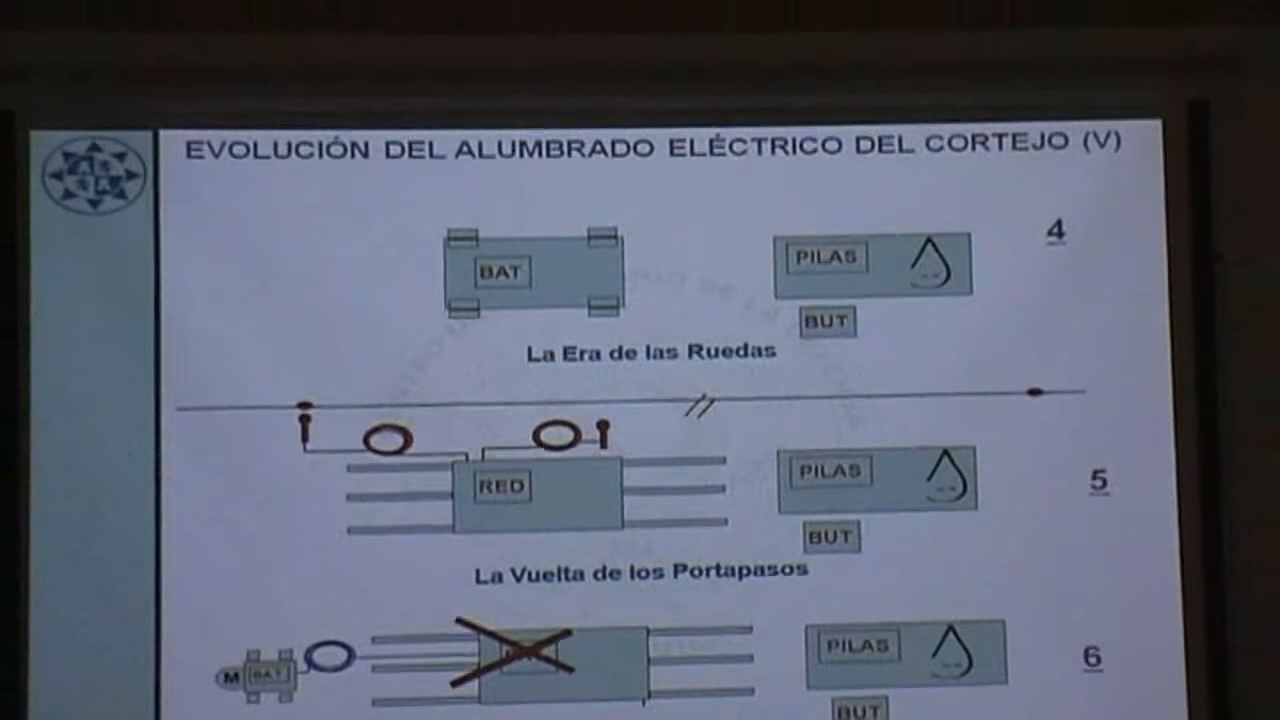 EVOLUCIÓN DEL ALUMBRADO ELÉCTRICO DEL CORTEJO (V)
4
BAT
PILAS
BUT
La Era de las Ruedas
RED
PILAS
5
BUT
La Vuelta de los Portapasos
M
BAT
PILAS
6
BUT